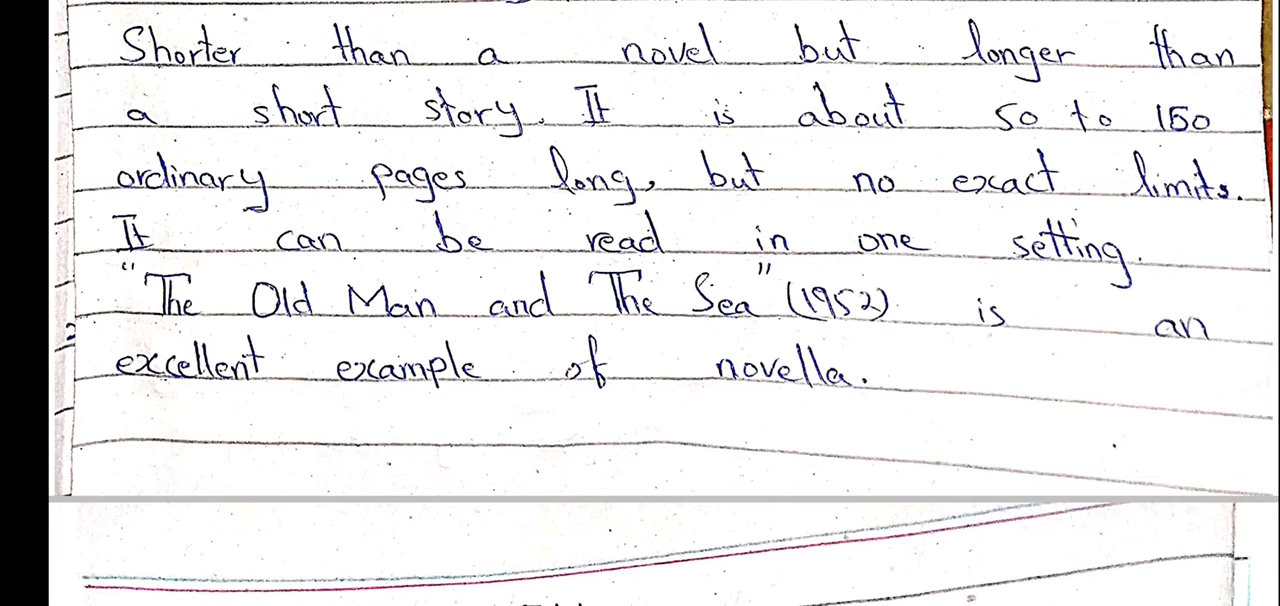 Shorter than a novel but longer than
a short story. It is about 50 to 150
ordinary pages long, but no exact limits.
It can be read in one setting.
"The Old Man and The Sea" (1952) is an
excellent example of novella.